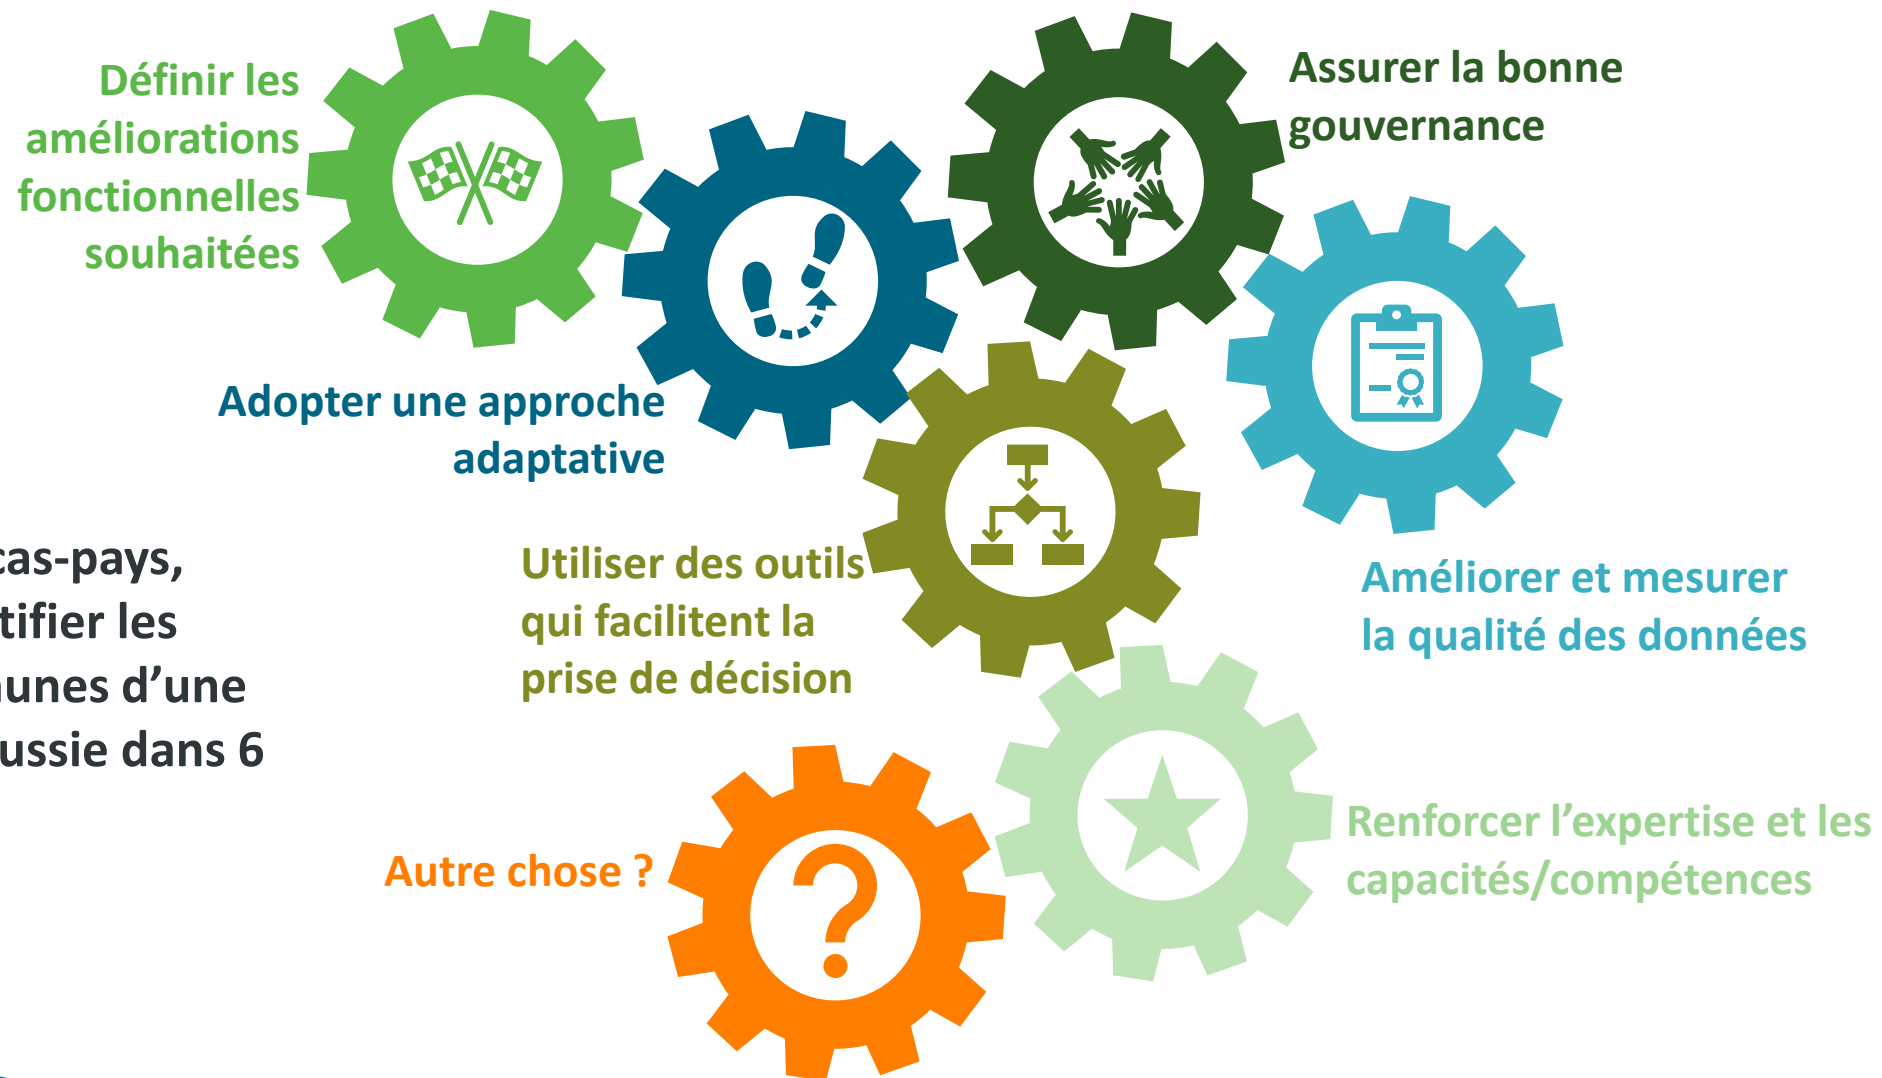 Définir les
améliorations
fonctionnelles
souhaitées
Assurer la bonne
gouvernance
Adopter une approche
adaptative
cas-pays,
tifier les
unes d’une
ussie dans 6
Utiliser des outils
qui facilitent la
prise de décision
Améliorer et mesurer
la qualité des données
Autre chose ?
Renforcer l’expertise et les
capacités/compétences